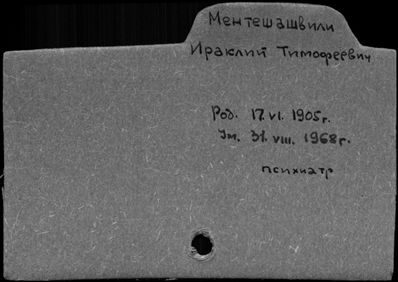 Ментешашвили
Ираклий Тимофеевич
Род. 17.VI. 1905г.
Ум. 31. VIII. 1968г.
психиатр